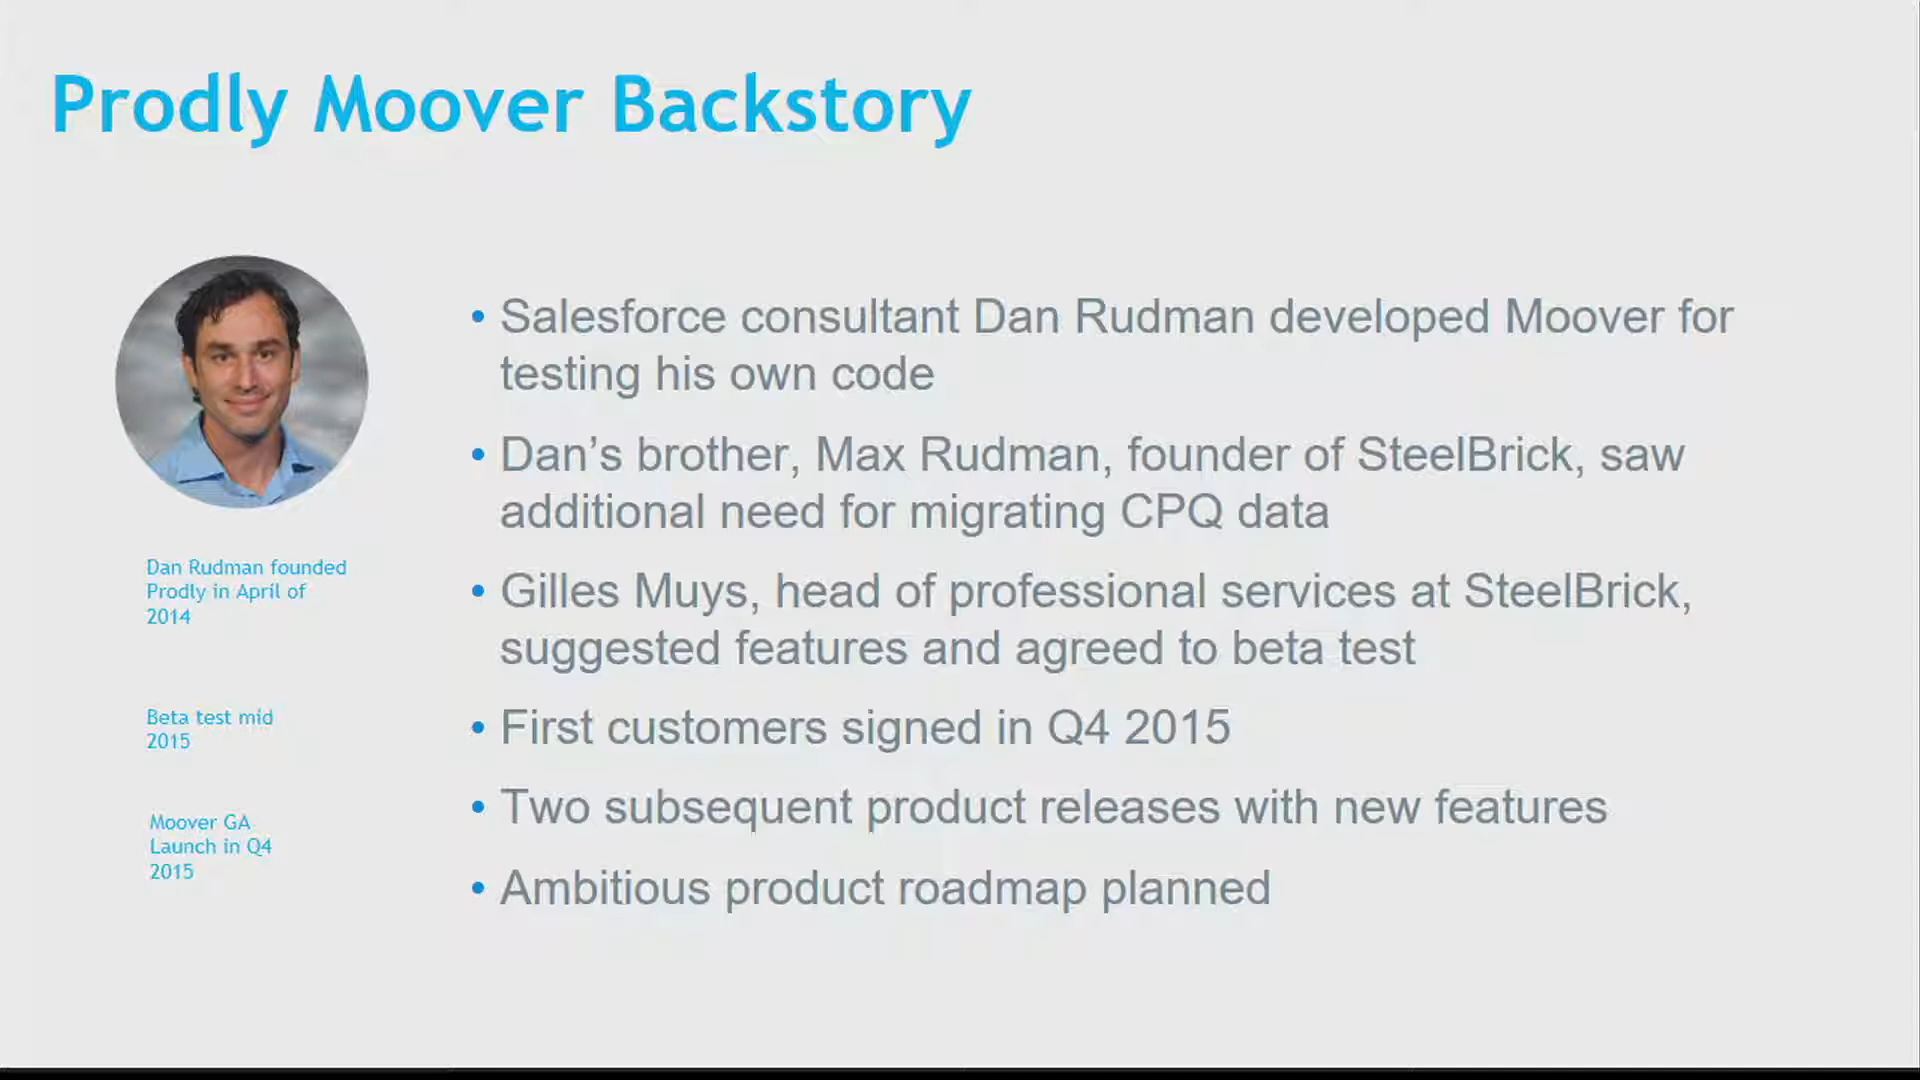 Prodly Moover Backstory
Dan Rudman founded
Prodly in April of
2014
Beta test mid
2015
Moover GA
Launch in Q4
2015
• Salesforce consultant Dan Rudman developed Moover for
testing his own code
• Dan’s brother, Max Rudman, founder of SteelBrick, saw
additional need for migrating CPQ data
• Gilles Muys, head of professional services at SteelBrick,
suggested features and agreed to beta test
• First customers signed in Q4 2015
• Two subsequent product releases with new features
• Ambitious product roadmap planned